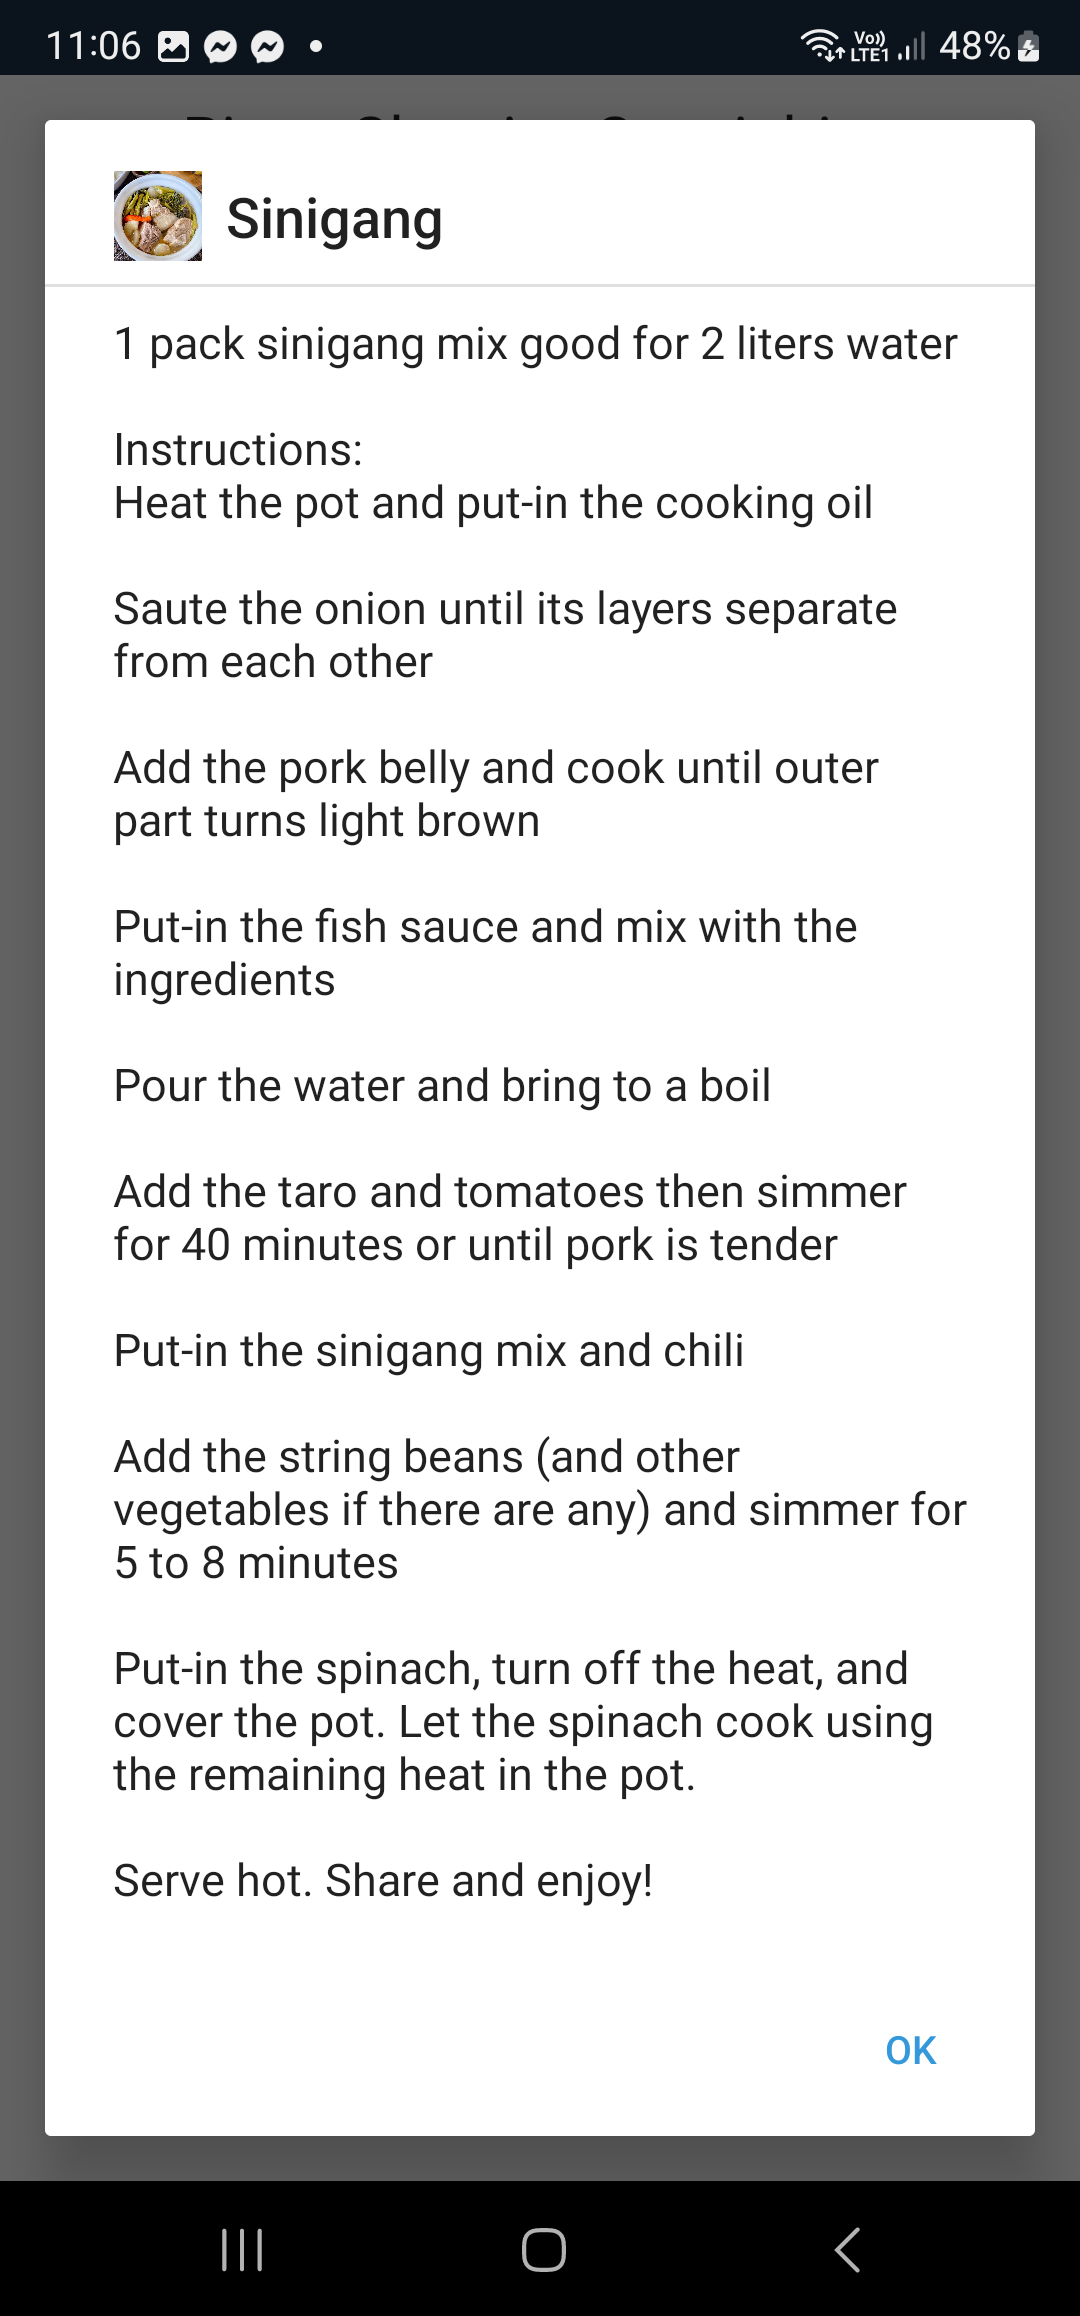 11:06
Vo))
LTE1
48%
Sinigang
1 pack sinigang mix good for 2 liters water
Instructions:
Heat the pot and put-in the cooking oil
Saute the onion until its layers separate
from each other
Add the pork belly and cook until outer
part turns light brown
Put-in the fish sauce and mix with the
ingredients
Pour the water and bring to a boil
Add the taro and tomatoes then simmer
for 40 minutes or until pork is tender
Put-in the sinigang mix and chili
Add the string beans (and other
vegetables if there are any) and simmer for
5 to 8 minutes
Put-in the spinach, turn off the heat, and
cover the pot. Let the spinach cook using
the remaining heat in the pot.
Serve hot. Share and enjoy!
OK